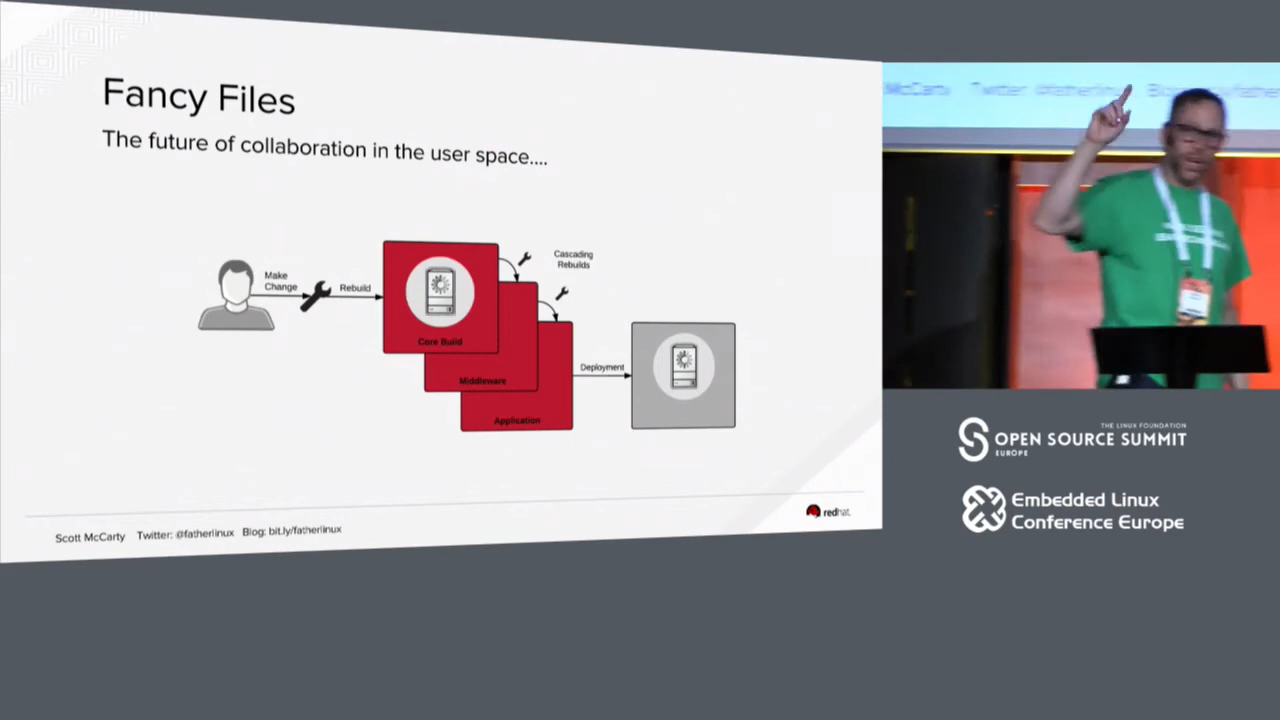 Fancy Files
The future of collaboration in the user space....
Make
Change
Rebuild
Core Build
Middleware
Application
Cascading
Rebuilds
Deployment
Scott McCarty Twitter: @fatherlinux Blog: bit.ly/fatherlinux
redhat.
McCarty Twitter
THE LINUX FOUNDATION
OPEN SOURCE SUMMIT
EUROPE
Embedded Linux
Conference Europe